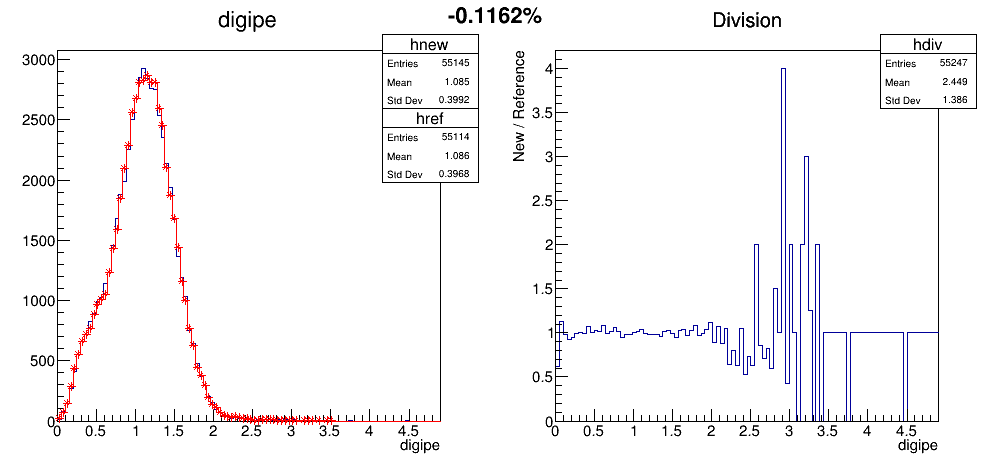 -0.1162%
digipe
hnew
Entries 55145
Mean 1.085
Std Dev 0.3992
href
Entries 55114
Mean 1.086
Std Dev 0.3968
3000
2500
2000
1500
1000
500
0
0 0.5 1 1.5 2 2.5 3 3.5 4 4.5
digipe
Division
hdiv
Entries 55247
Mean 2.449
Std Dev 1.386
New / Reference
4
3.5
3
2.5
2
1.5
1
0.5
0
0 0.5 1 1.5 2 2.5 3 3.5 4 4.5
digipe